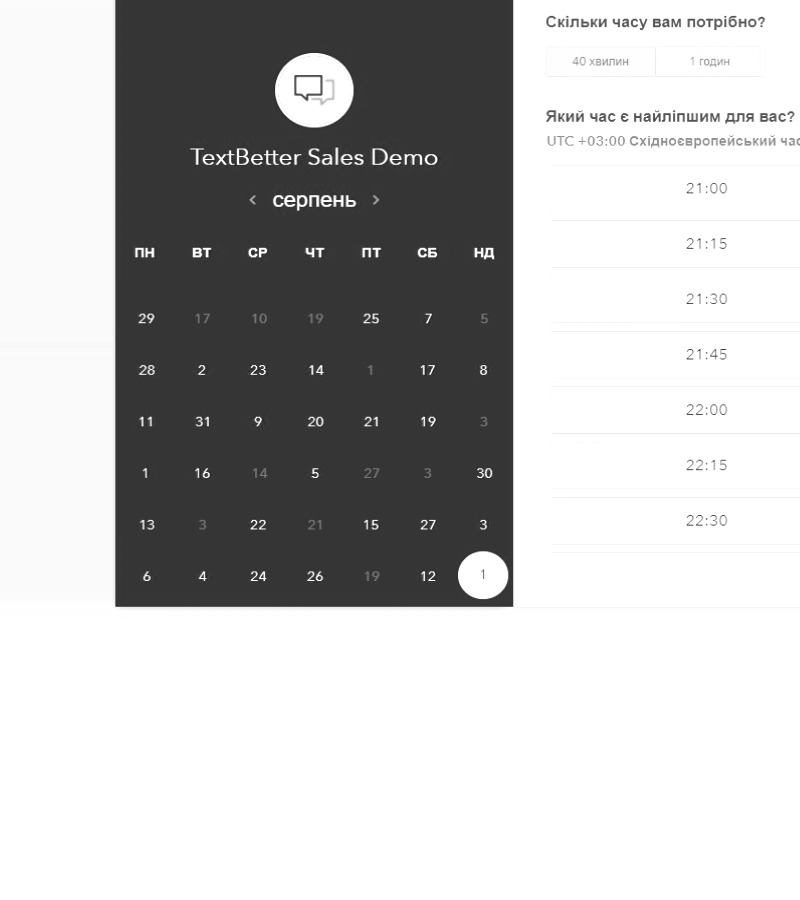 TextBetter Sales Demo
серпень
ПН ВТ СР ЧТ ПТ СБ НД
29 17 10 19 25 7 5
28 2 23 14 1 17 8
11 31 9 20 21 19 3
1 16 14 5 27 3 30
13 3 22 21 15 27 3
6 4 24 26 19 12 1
Скільки часу вам потрібно?
40 хвилин 1 годин
Який час є найліпшим для вас?
UTC +03:00 Східноєвропейський час
21:00
21:15
21:30
21:45
22:00
22:15
22:30